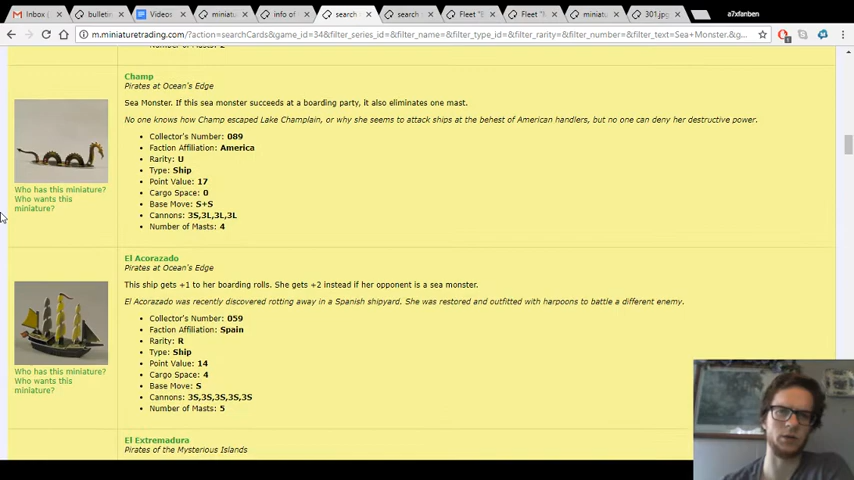 Inbox (
bulletin
Videos
miniatu
info of
search
search
Fleet "E
Fleet "
miniatu
301.jpg
a7xfanben
m.miniaturetrading.com/?action=searchCards&game_id=34&filter_series_id=&filter_name=&filter_type_id=&filter_rarity=&filter_number=&filter_text=Sea+Monster.&g...
Number of Masts: 2
Champ
Pirates at Ocean's Edge
Sea Monster. If this sea monster succeeds at a boarding party, it also eliminates one mast.
No one knows how Champ escaped Lake Champlain, or why she seems to attack ships at the behest of American handlers, but no one can deny her destructive power.
Collector's Number: 089
Faction Affiliation: America
Rarity: U
Type: Ship
Point Value: 17
Cargo Space: 0
Base Move: S+S
Cannons: 3S,3L,3L,3L
Number of Masts: 4
Who has this miniature?
Who wants this
miniature?
El Acorazado
Pirates at Ocean's Edge
This ship gets +1 to her boarding rolls. She gets +2 instead if her opponent is a sea monster.
El Acorazado was recently discovered rotting away in a Spanish shipyard. She was restored and outfitted with harpoons to battle a different enemy.
Collector's Number: 059
Faction Affiliation: Spain
Rarity: R
Type: Ship
Point Value: 14
Cargo Space: 4
Base Move: S
Cannons: 3S,3S,3S,3S,3S
Number of Masts: 5
Who has this miniature?
Who wants this
miniature?
El Extremadura
Pirates of the Mysterious Islands